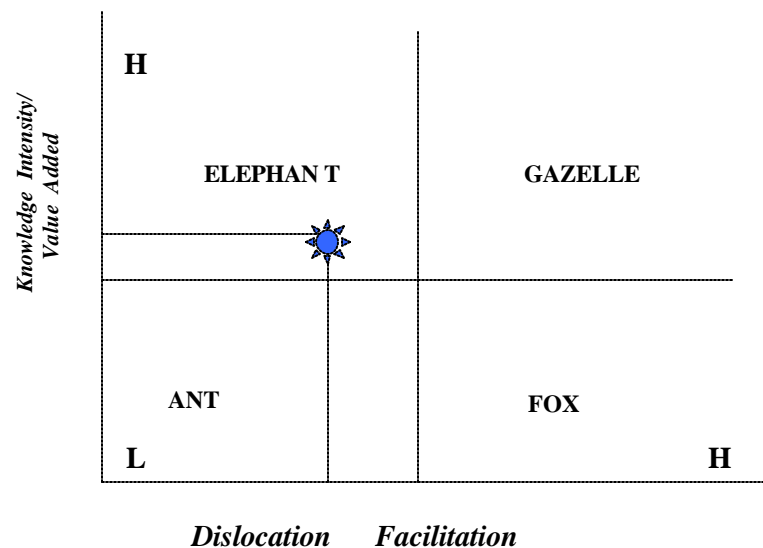 H
Knowledge Intensity/
Value Added
ELEPHAN T
GAZELLE
ANT
FOX
L
H
Dislocation Facilitation